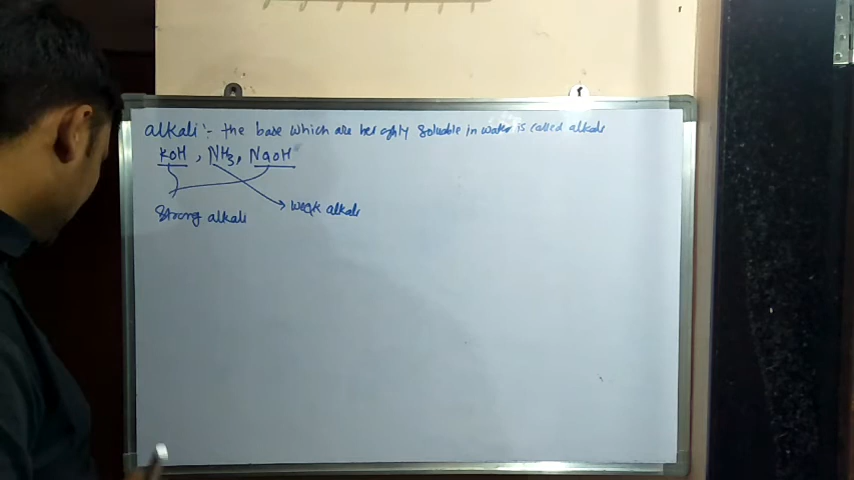 alkali :- the base which are highly soluble in water is called alkali
KOH , NH3, NaOH
Strong alkali
weak alkali